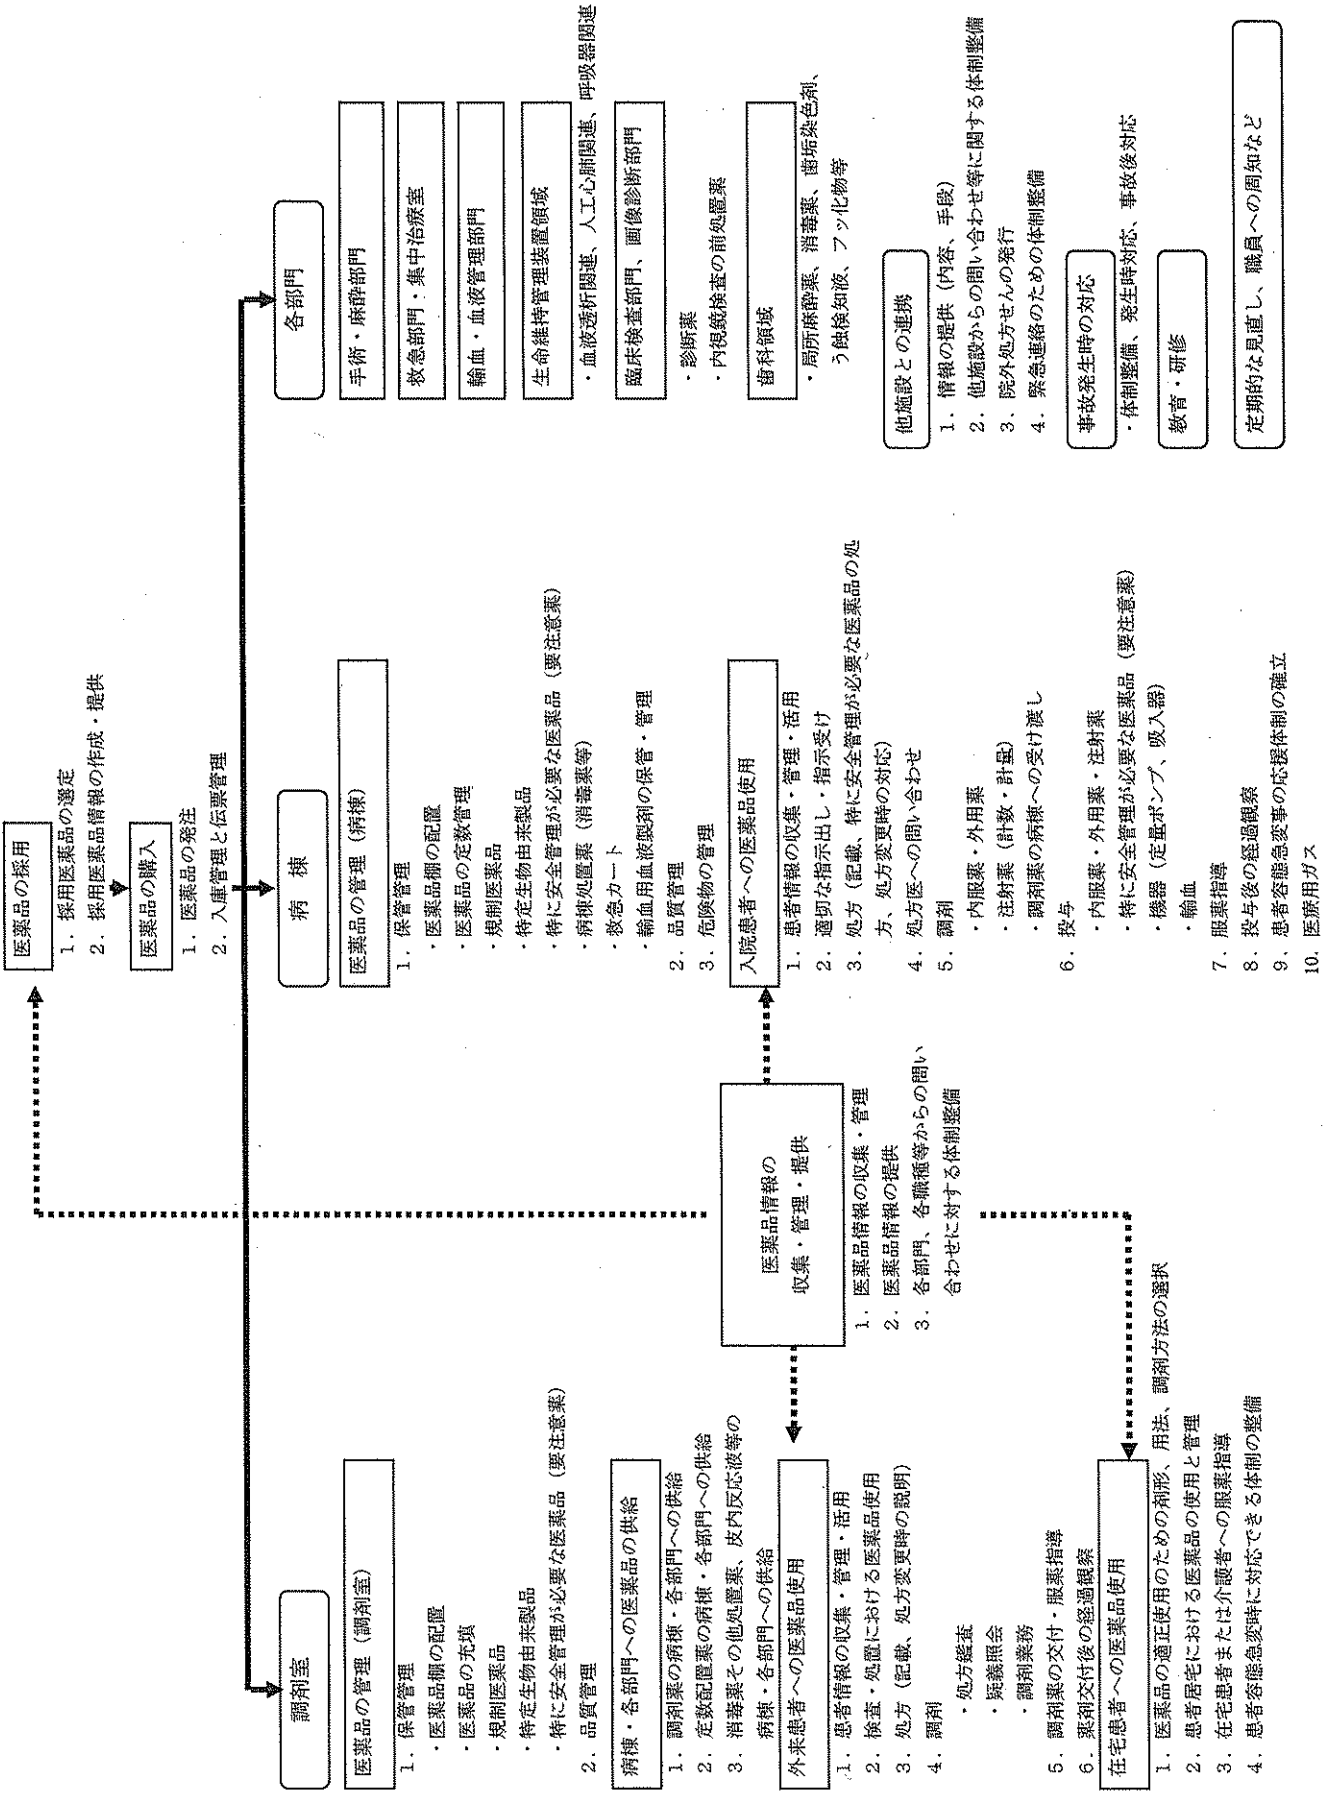 医薬品の採用
1. 採用医薬品の選定
2. 採用医薬品情報の作成・提供
医薬品の購入
1. 医薬品の発注
2. 入庫管理と伝票管理
調剤室
医薬品の管理（調剤室）
1. 保管管理
・医薬品棚の配置
・医薬品の充填
・規制医薬品
・特定生物由来製品
・特に安全管理が必要な医薬品（要注意薬）
2. 品質管理
病棟・各部門への医薬品の供給
1. 調剤薬の病棟・各部門への供給
2. 定数配置薬の病棟・各部門への供給
3. 消毒薬その他処置薬、皮内反応液等の
病棟・各部門への供給
外来患者への医薬品使用
1. 患者情報の収集・管理・活用
2. 検査・処置における医薬品使用
3. 処方（記載、処方変更時の説明）
4. 調剤
・処方鑑査
・疑義照会
・調剤業務
5. 調剤薬の交付・服薬指導
6. 薬剤交付後の経過観察
在宅患者への医薬品使用
1. 医薬品の適正使用のための剤形、用法、調剤方法の選択
2. 患者居宅における医薬品の使用と管理
3. 在宅患者または介護者への服薬指導
4. 患者容態急変時に対応できる体制の整備
医薬品情報の
収集・管理・提供
1. 医薬品情報の収集・管理
2. 医薬品情報の提供
3. 各部門、各職種等からの問い
合わせに対する体制整備
病 棟
医薬品の管理（病棟）
1. 保管管理
・医薬品棚の配置
・医薬品の定数管理
・規制医薬品
・特定生物由来製品
・特に安全管理が必要な医薬品（要注意薬）
・病棟処置薬（消毒薬等）
・救急カート
・輸血用血液製剤の保管・管理
2. 品質管理
3. 危険物の管理
入院患者への医薬品使用
1. 患者情報の収集・管理・活用
2. 適切な指示出し・指示受け
3. 処方（記載、特に安全管理が必要な医薬品の処
方、処方変更時の対応）
4. 処方医への問い合わせ
5. 調剤
・内服薬・外用薬
・注射薬（計数・計量）
・調剤薬の病棟への受け渡し
6. 投与
・内服薬・外用薬・注射薬
・特に安全管理が必要な医薬品（要注意薬）
・機器（定量ポンプ、吸入器）
・輸血
7. 服薬指導
8. 投与後の経過観察
9. 患者容態急変事の応援体制の確立
10. 医療用ガス
各部門
手術・麻酔部門
救急部門・集中治療室
輸血・血液管理部門
生命維持管理装置領域
・血液透析関連、人工心肺関連、呼吸器関連
臨床検査部門、画像診断部門
・診断薬
・内視鏡検査の前処置薬
歯科領域
・局所麻酔薬、消毒薬、歯垢染色剤、
う蝕検知液、フッ化物等
他施設との連携
1. 情報の提供（内容、手段）
2. 他施設からの問い合わせ等に関する体制整備
3. 院外処方せんの発行
4. 緊急連絡のための体制整備
事故発生時の対応
・体制整備、発生時対応、事故後対応
教育・研修
定期的な見直し、職員への周知など